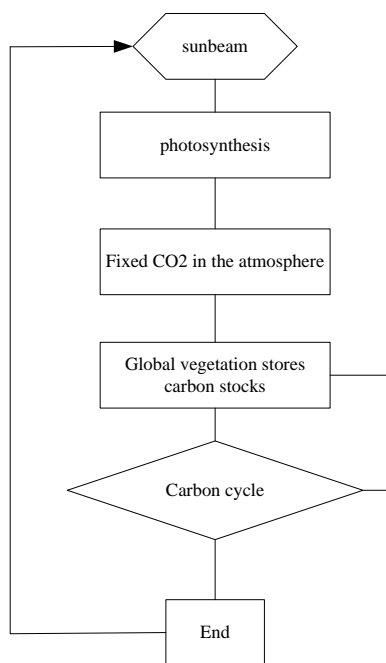 sunbeam
photosynthesis
Fixed CO2 in the atmosphere
Global vegetation stores
carbon stocks
Carbon cycle
End